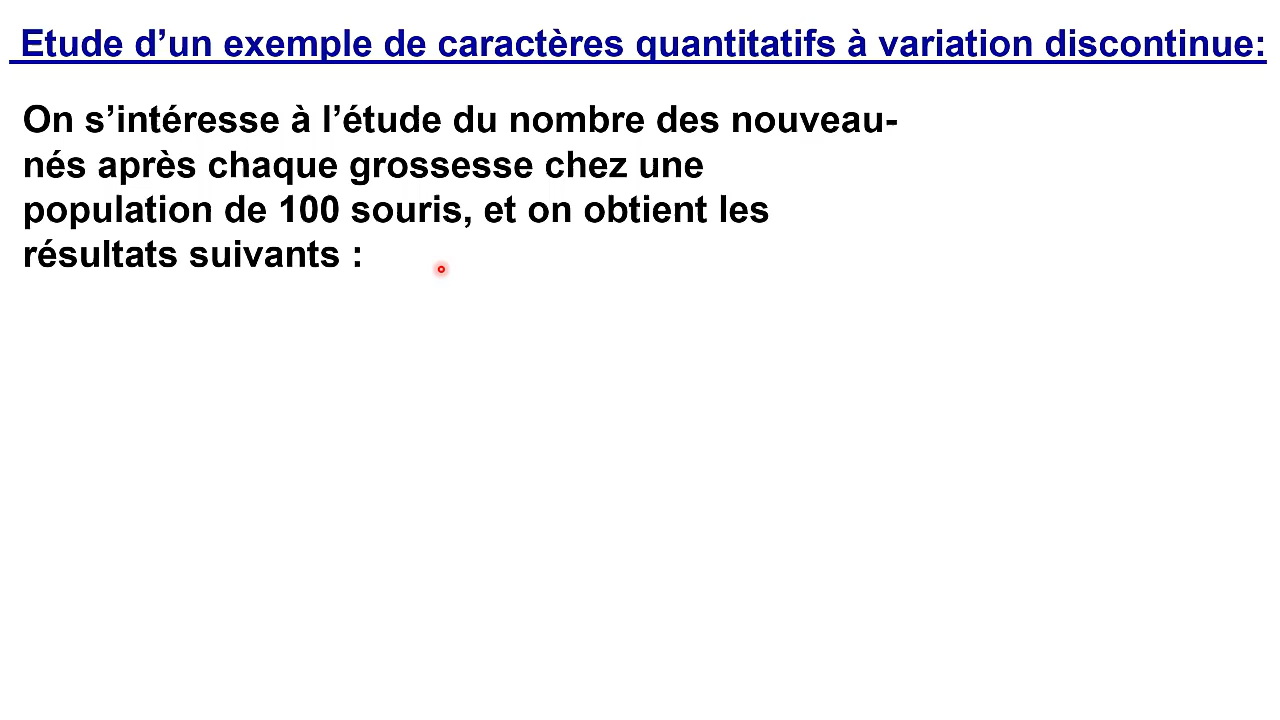 Etude d’un exemple de caractères quantitatifs à variation discontinue:
On s’intéresse à l’étude du nombre des nouveau-
nés après chaque grossesse chez une
population de 100 souris, et on obtient les
résultats suivants :